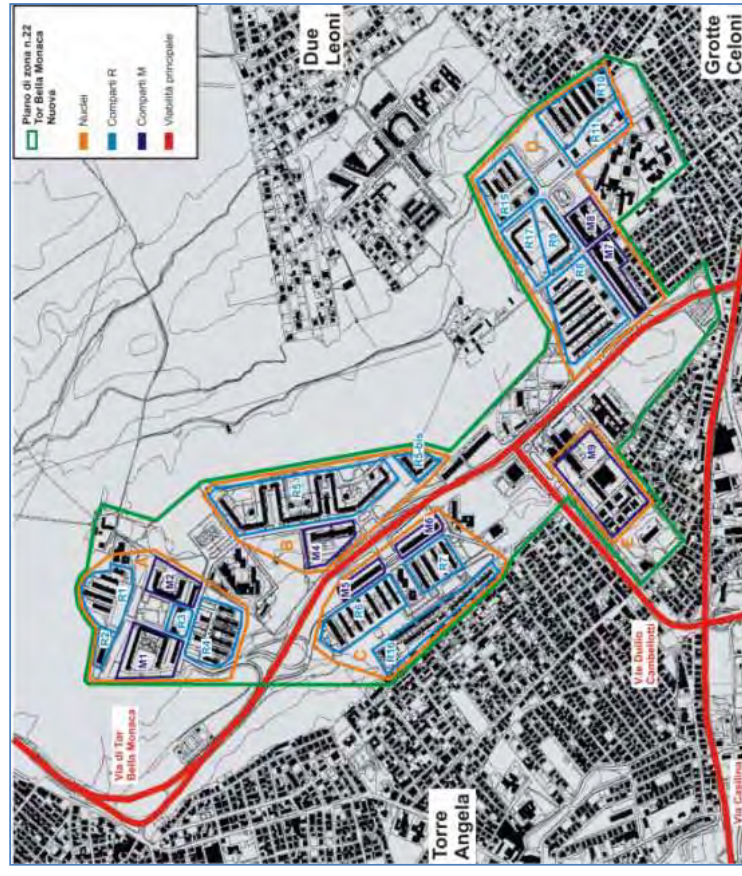 Piano di zona n.22
Tor Bella Monaca
Nuova
Nuclei
Comparti R
Comparti M
Viabilità principale
Due
Leoni
Grotte
Celoni
Torre
Angela
Via di Tor
Bella Monaca
V.le Duilio
Cambellotti
Via Casilina
A
R1
R2
M1
M2
R3
R4
B
R5
R5-bis
M4
C
M5
M6
R6
R7
D
R15
R17
R9
R8
M8
M7
R11
E
M9